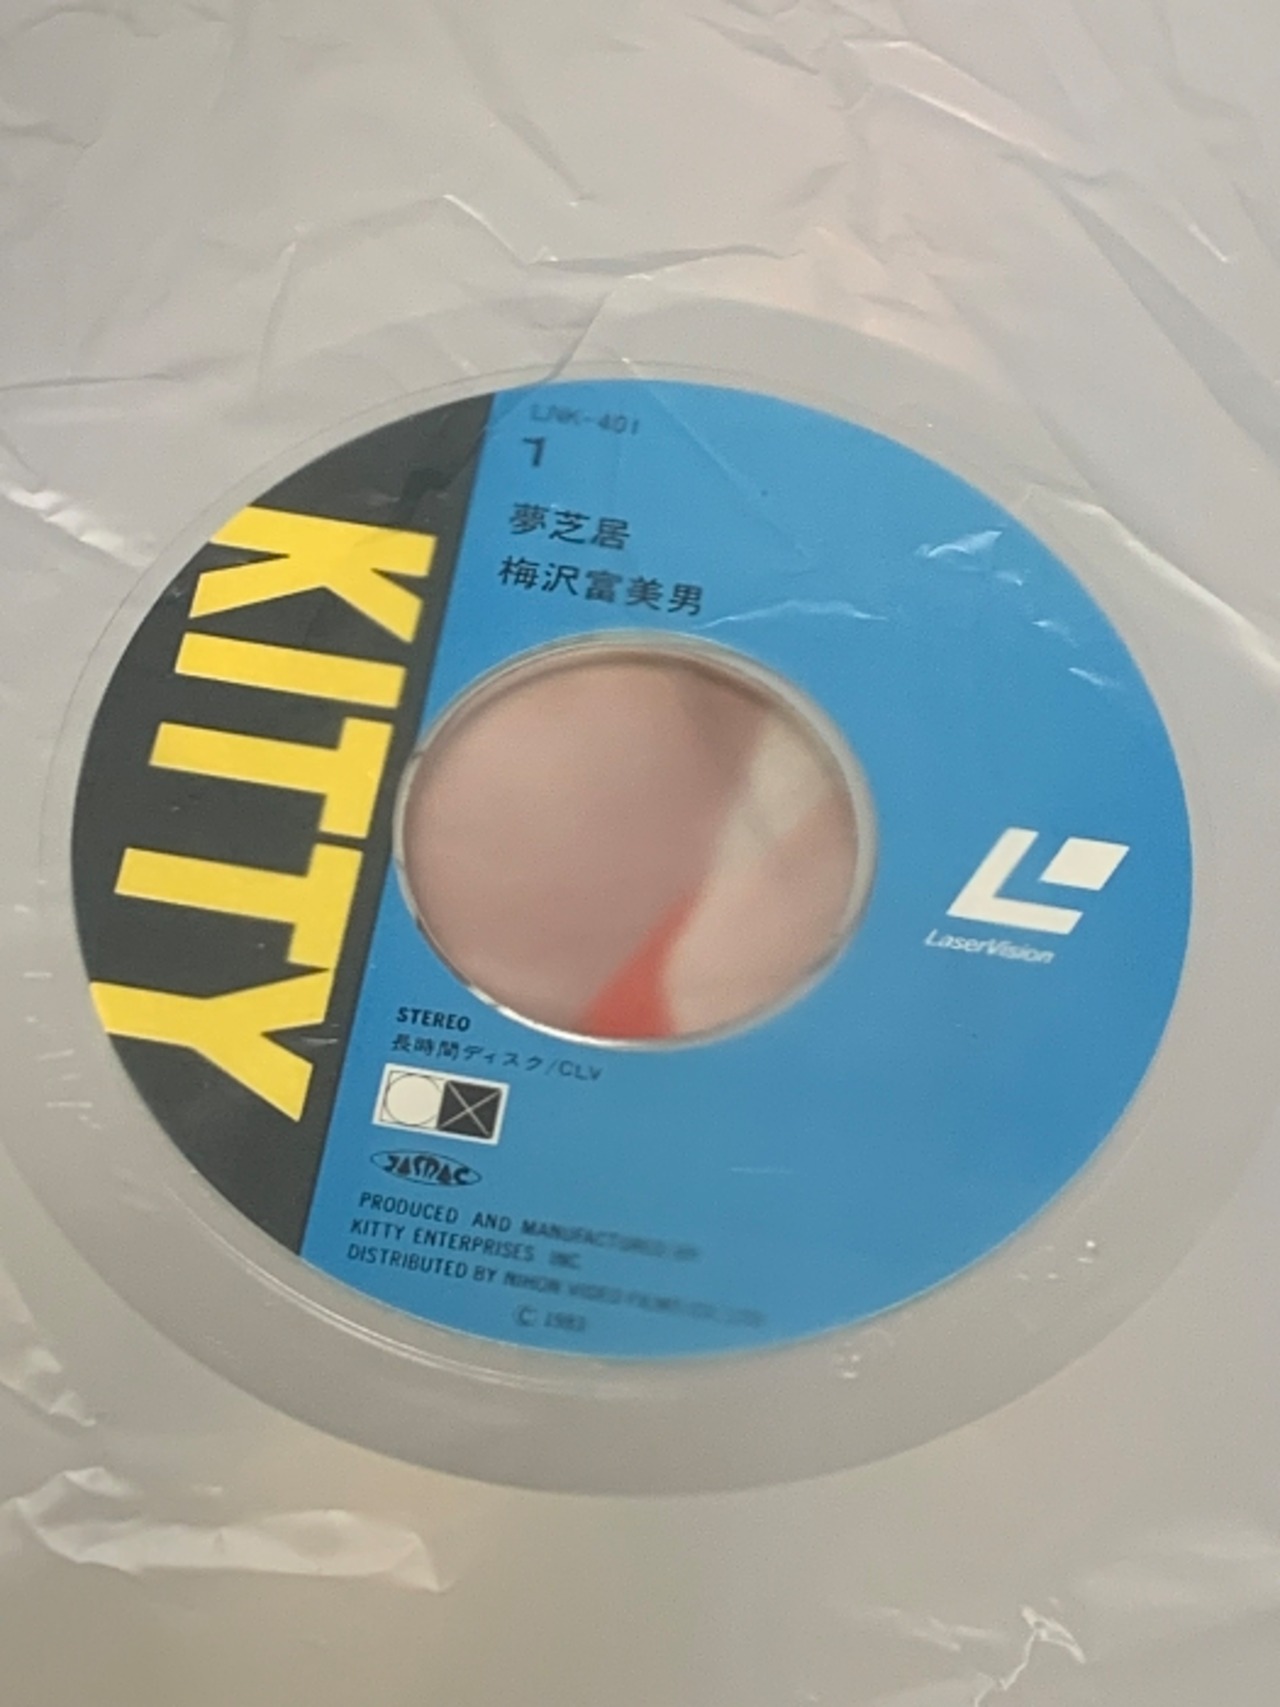 LNK-401
1
夢芝居
梅沢富美男
KITTY
LaserVision
STEREO
長時間ディスク/CLV
JASRAC
PRODUCED AND MANUFACTURED BY
KITTY ENTERPRISES INC.
DISTRIBUTED BY NIHON VIDEO FILMS CO., LTD.
© 1983